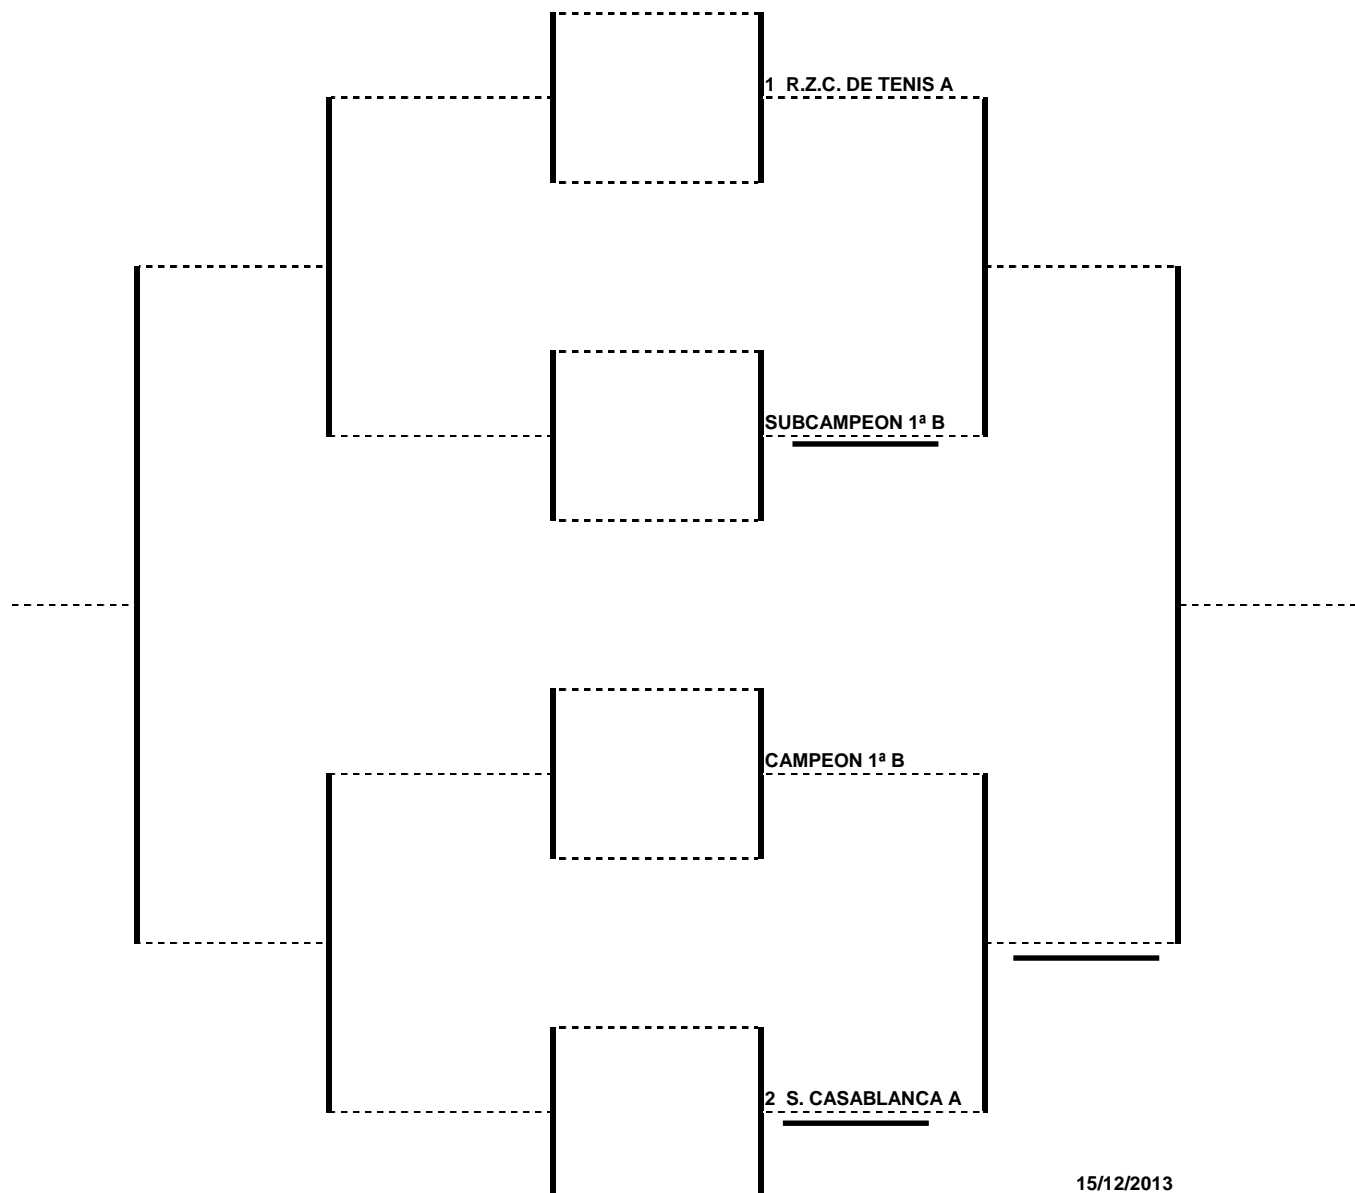 1 R.Z.C. DE TENIS A
SUBCAMPEON 1ª B
CAMPEON 1ª B
2 S. CASABLANCA A
15/12/2013